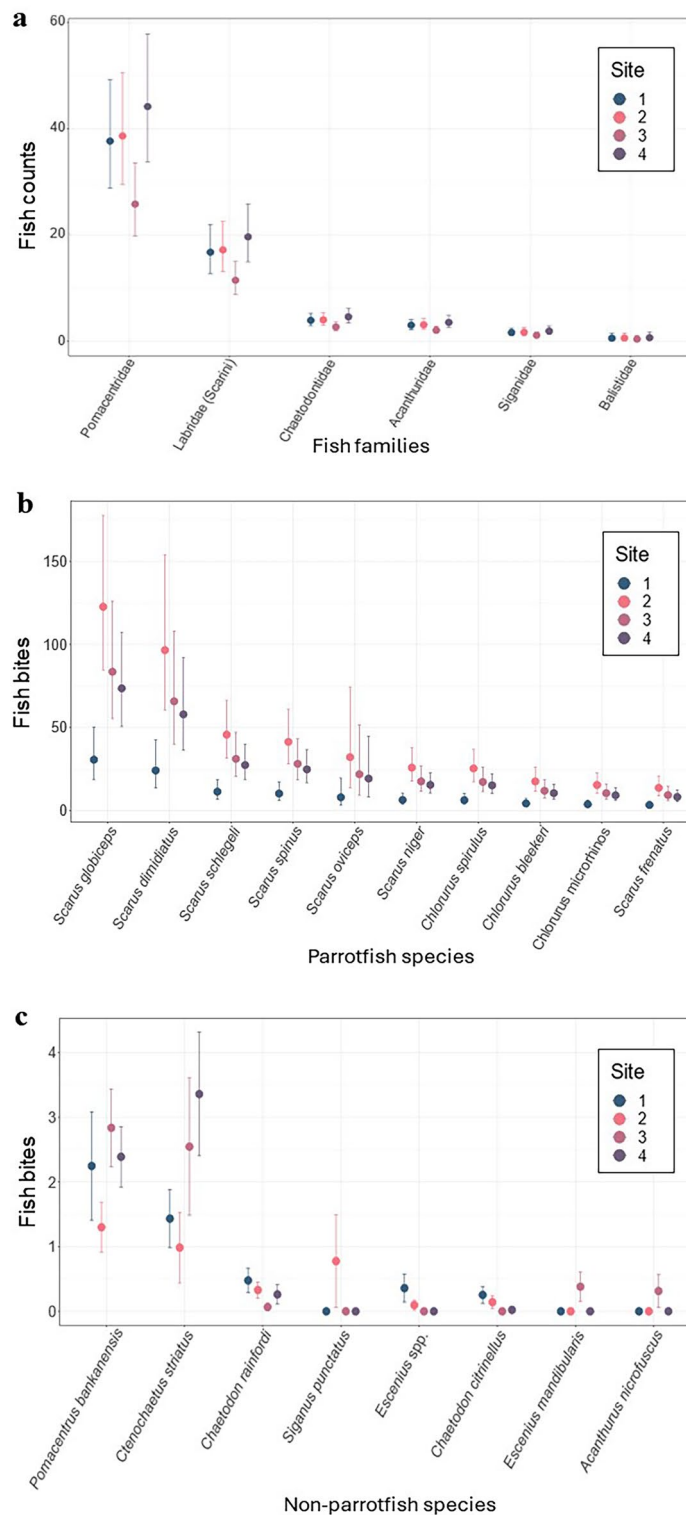 a
60
40
20
0
Fish counts
Site
1
2
3
4
Pomacentridae
Labridae (Scarini)
Chaetodontidae
Acanthuridae
Siganidae
Balistidae
Fish families
b
150
100
50
0
Fish bites
Site
1
2
3
4
Scarus globiceps
Scarus dimidiatus
Scarus schlegeli
Scarus spinus
Scarus oviceps
Scarus niger
Chlorurus spirulus
Chlorurus bleekeri
Chlorurus microrhinos
Scarus frenatus
Parrotfish species
c
4
3
2
1
0
Fish bites
Site
1
2
3
4
Pomacentrus bankanensis
Ctenochaetus striatus
Chaetodon rainfordi
Siganus punctatus
Escenius spp.
Chaetodon citrinellus
Escenius mandibularis
Acanthurus nicrofuscus
Non-parrotfish species